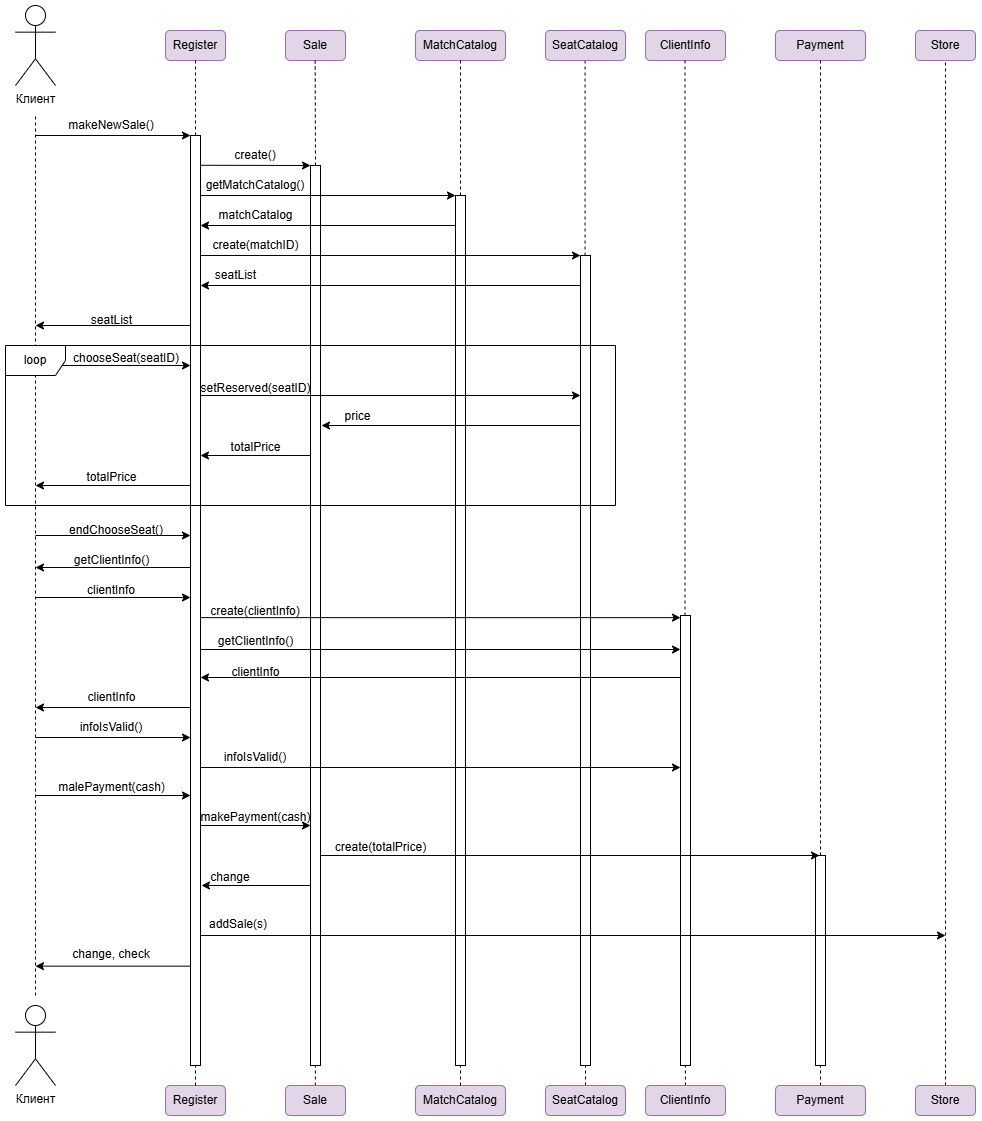 Register
Sale
MatchCatalog
SeatCatalog
ClientInfo
Payment
Store
Клиент
makeNewSale()
create()
getMatchCatalog()
matchCatalog
create(matchID)
seatList
seatList
loop
chooseSeat(seatID)
setReserved(seatID)
price
totalPrice
totalPrice
endChooseSeat()
getClientInfo()
clientInfo
create(clientInfo)
getClientInfo()
clientInfo
clientInfo
infoIsValid()
infoIsValid()
malePayment(cash)
makePayment(cash)
create(totalPrice)
change
addSale(s)
change, check
Клиент
Register
Sale
MatchCatalog
SeatCatalog
ClientInfo
Payment
Store